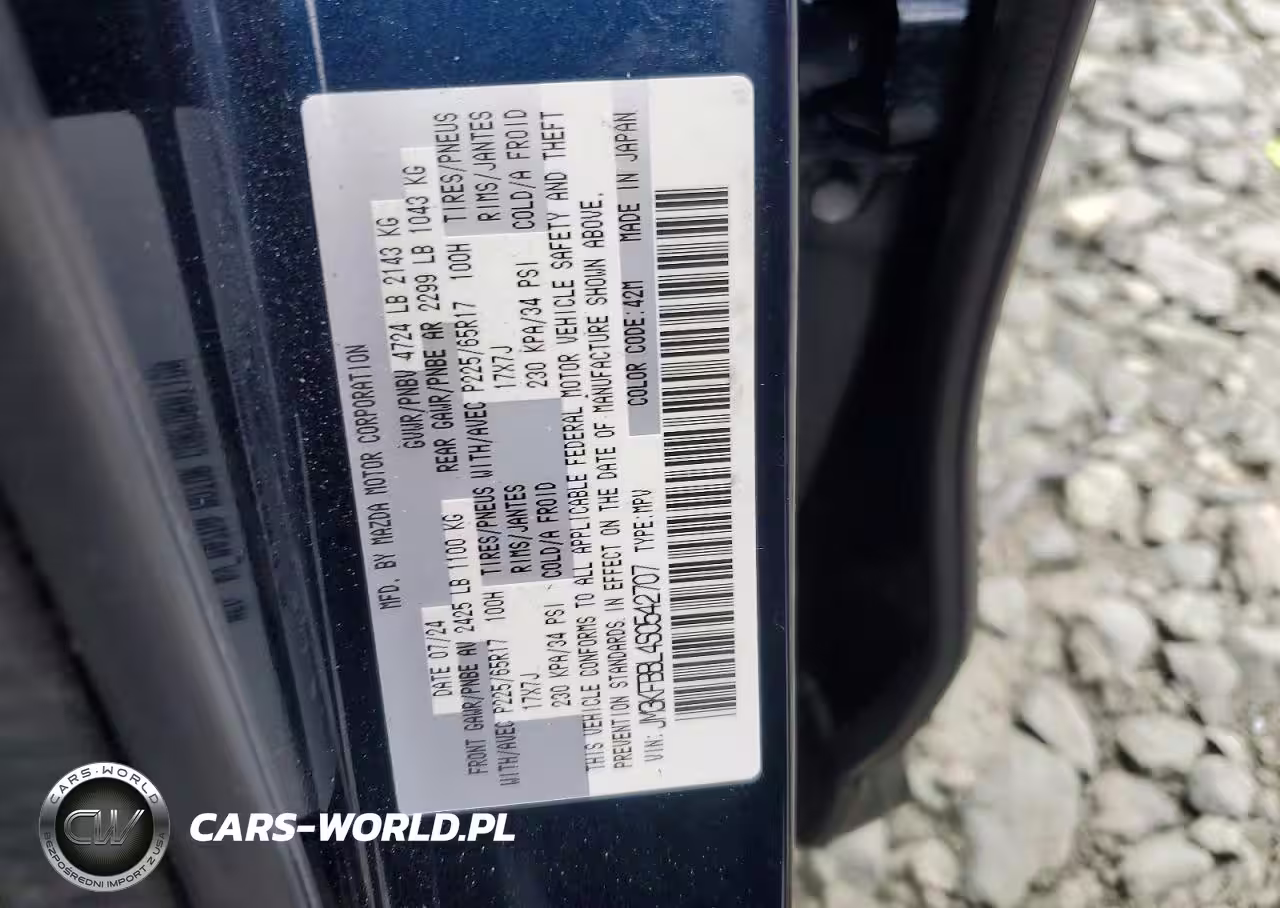 MFD. BY MAZDA MOTOR CORPORATION
DATE 07/24 GVWR/PNBV 4724 LB 2143 KG
FRONT GAWR/PNBE AV 2425 LB 1100 KG REAR GAWR/PNBE AR 2299 LB 1043 KG
WITH/AVEC P225/65R17 100H TIRES/PNEUS WITH/AVEC P225/65R17 100H TIRES/PNEUS
17X7J RIMS/JANTES 17X7J RIMS/JANTES
230 KPA/34 PSI COLD/A FROID 230 KPA/34 PSI COLD/A FROID
THIS VEHICLE CONFORMS TO ALL APPLICABLE FEDERAL MOTOR VEHICLE SAFETY AND THEFT
PREVENTION STANDARDS IN EFFECT ON THE DATE OF MANUFACTURE SHOWN ABOVE.
COLOR CODE:42M MADE IN JAPAN
VIN: JM3KFBBL4S0542707 TYPE:MPV
CARS-WORLD
CW
BEZPOŚREDNI IMPORT Z USA
CARS-WORLD.PL